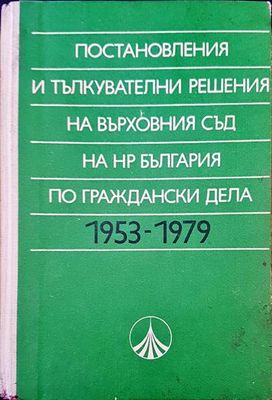 ПОСТАНОВЛЕНИЯ
И ТЪЛКУВАТЕЛНИ РЕШЕНИЯ
НА ВЪРХОВНИЯ СЪД
НА НР БЪЛГАРИЯ
ПО ГРАЖДАНСКИ ДЕЛА
1953-1979